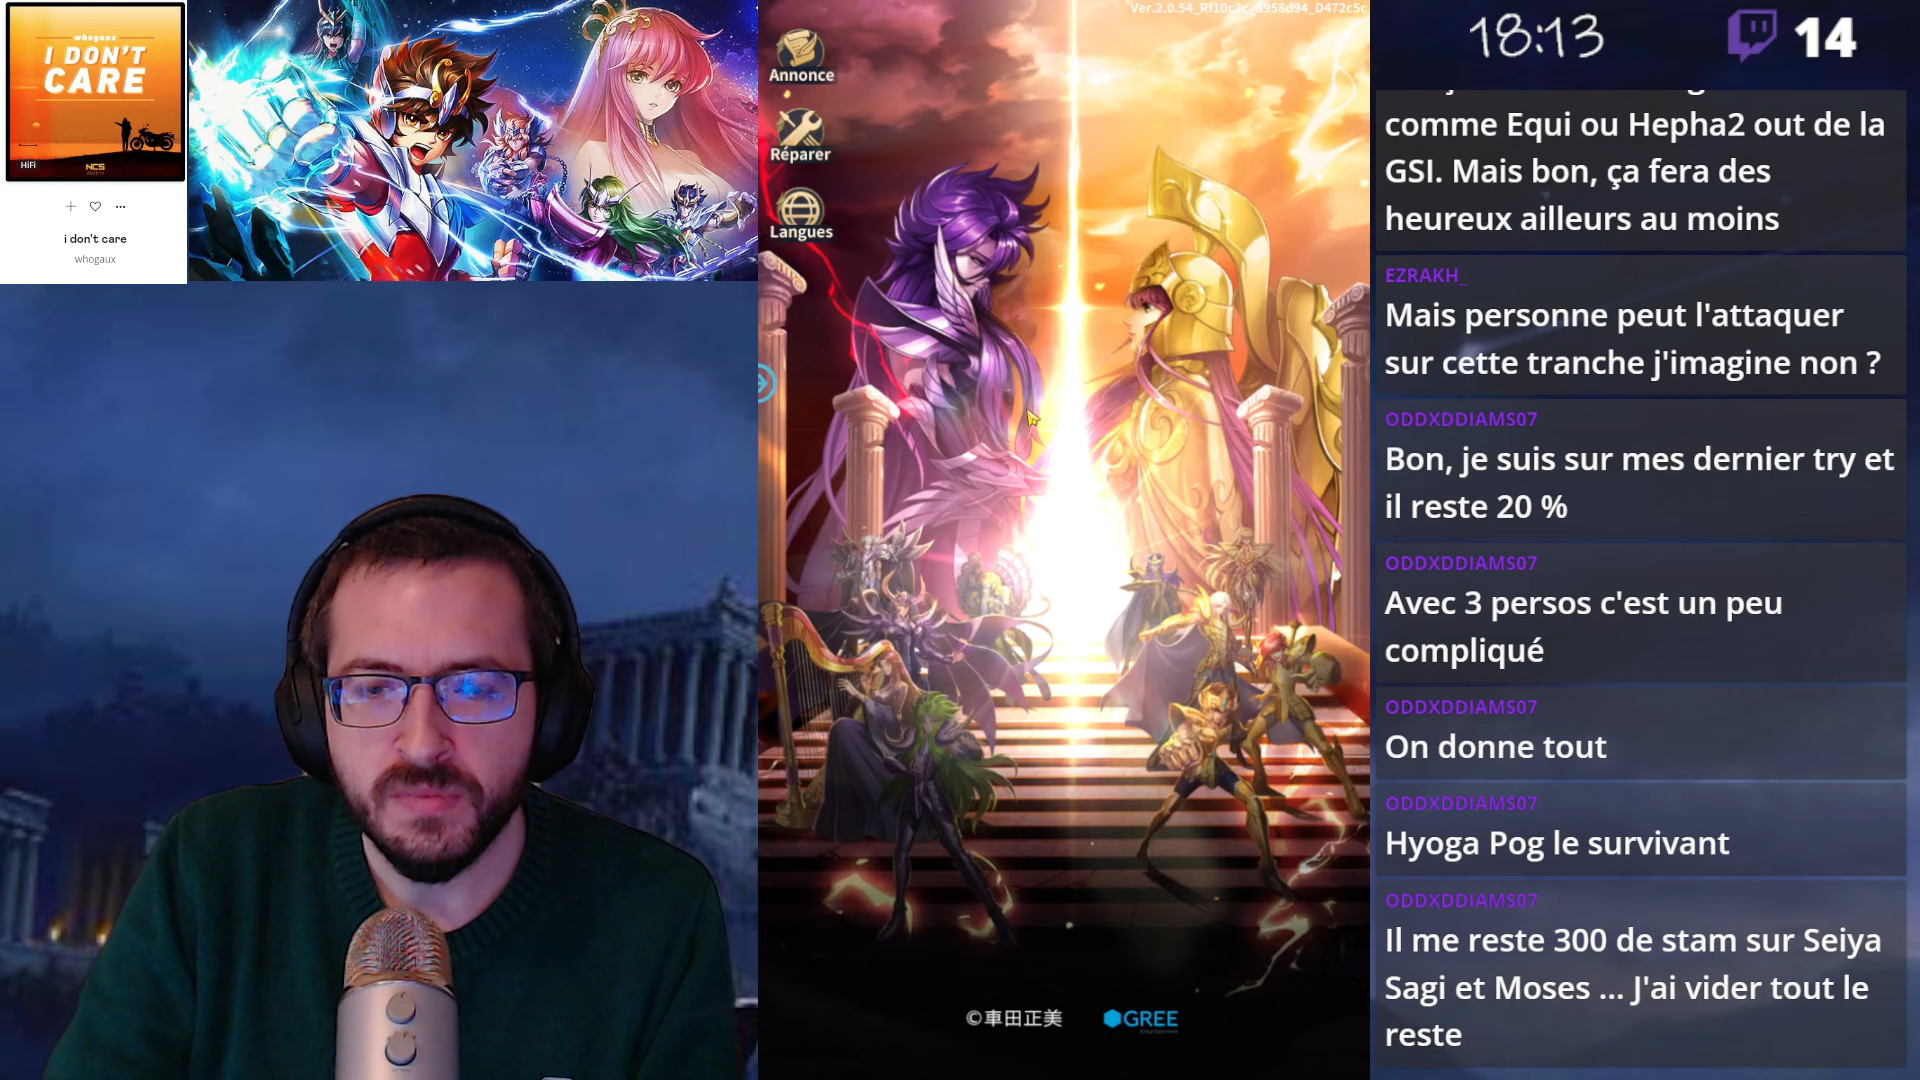 whogaux
I DON'T
CARE
HiFi
NCS
i don't care
whogaux
Ver.2.0.54_Rf10c2c_8958d94_D472c5c
Annonce
Réparer
Langues
©車田正美
GREE
18:13
14
comme Equi ou Hepha2 out de la
GSI. Mais bon, ça fera des
heureux ailleurs au moins
EZRAKH_
Mais personne peut l'attaquer
sur cette tranche j'imagine non ?
ODDXDDIAMS07
Bon, je suis sur mes dernier try et
il reste 20 %
ODDXDDIAMS07
Avec 3 persos c'est un peu
compliqué
ODDXDDIAMS07
On donne tout
ODDXDDIAMS07
Hyoga Pog le survivant
ODDXDDIAMS07
Il me reste 300 de stam sur Seiya
Sagi et Moses ... J'ai vider tout le
reste